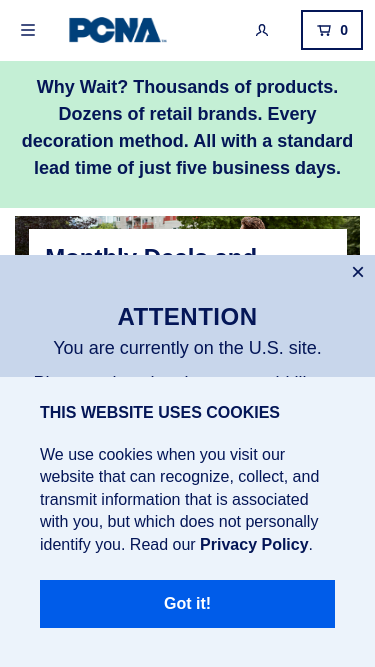 PCNA
0
Why Wait? Thousands of products.
Dozens of retail brands. Every
decoration method. All with a standard
lead time of just five business days.
Monthly Deals and
ATTENTION
You are currently on the U.S. site.
THIS WEBSITE USES COOKIES
We use cookies when you visit our
website that can recognize, collect, and
transmit information that is associated
with you, but which does not personally
identify you. Read our Privacy Policy.
Got it!